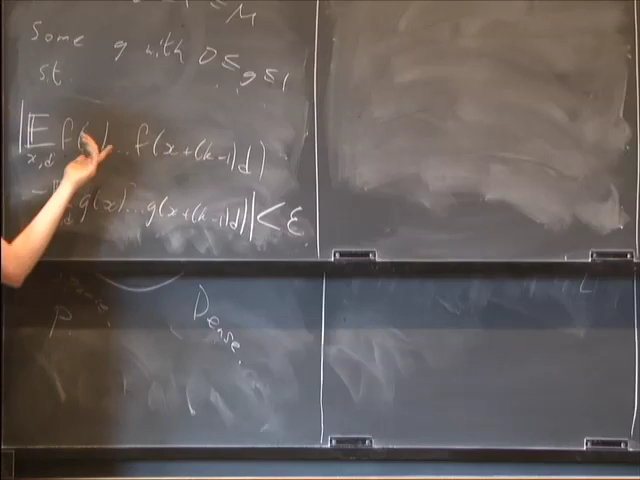 ≤ M
Some g with 0 ≤ g ≤ 1
s.t.
|𝔼 f( ) ... f(x+(k-1)d)
x,d
- g(x) ... g(x+(k-1)d)| < ε
d
Dense
P